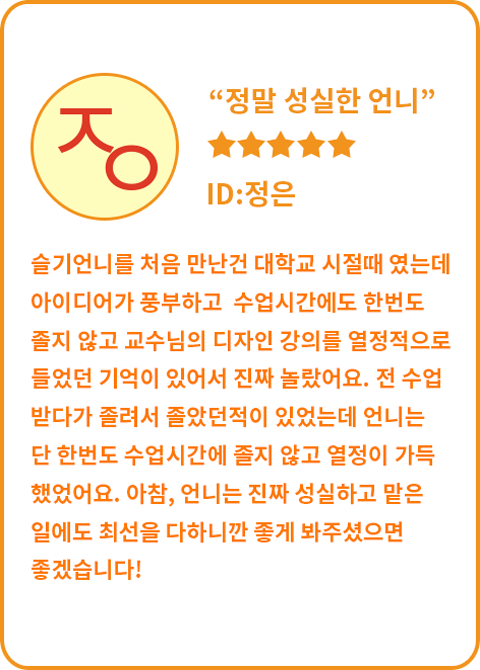 ㅈㅇ
“정말 성실한 언니”
ID:정은
슬기언니를 처음 만난건 대학교 시절때 였는데
아이디어가 풍부하고  수업시간에도 한번도
졸지 않고 교수님의 디자인 강의를 열정적으로
들었던 기억이 있어서 진짜 놀랐어요. 전 수업
받다가 졸려서 졸았던적이 있었는데 언니는
단 한번도 수업시간에 졸지 않고 열정이 가득
했었어요. 아참, 언니는 진짜 성실하고 맡은
일에도 최선을 다하니깐 좋게 봐주셨으면
좋겠습니다!